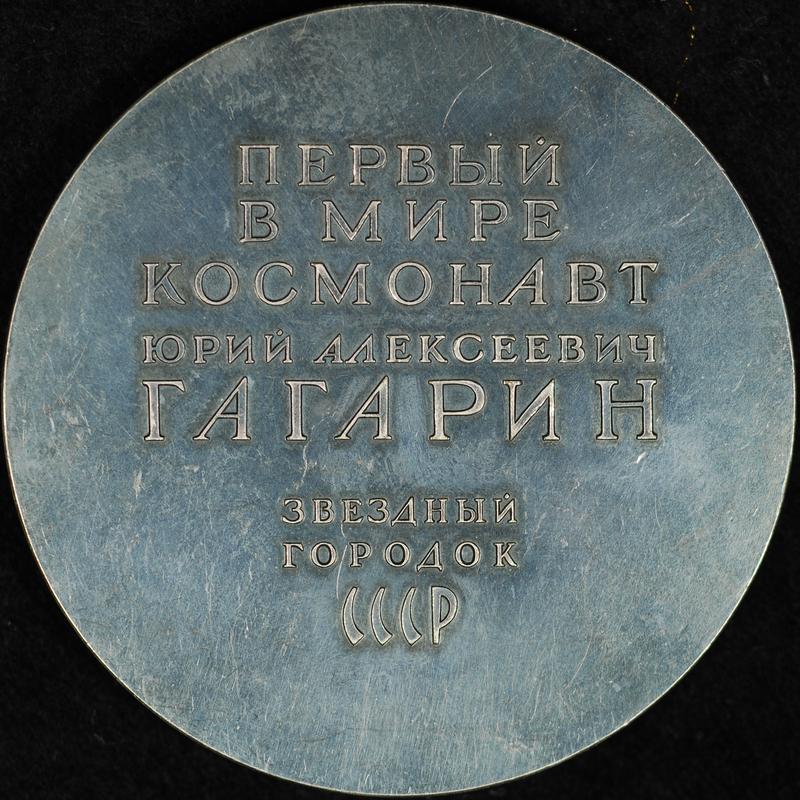 ПЕРВЫЙ
В МИРЕ
КОСМОНАВТ
ЮРИЙ АЛЕКСЕЕВИЧ
ГАГАРИН
ЗВЕЗДНЫЙ
ГОРОДОК
СССР